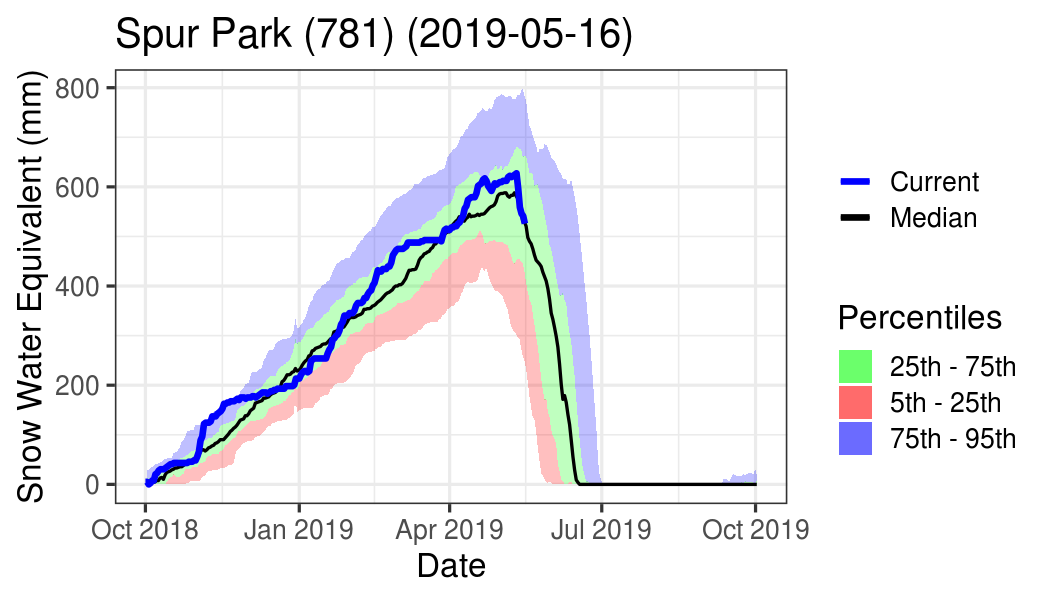 Spur Park (781) (2019-05-16)
Snow Water Equivalent (mm)
800
600
400
200
0
Oct 2018
Jan 2019
Apr 2019
Jul 2019
Oct 2019
Date
Current
Median
Percentiles
25th - 75th
5th - 25th
75th - 95th